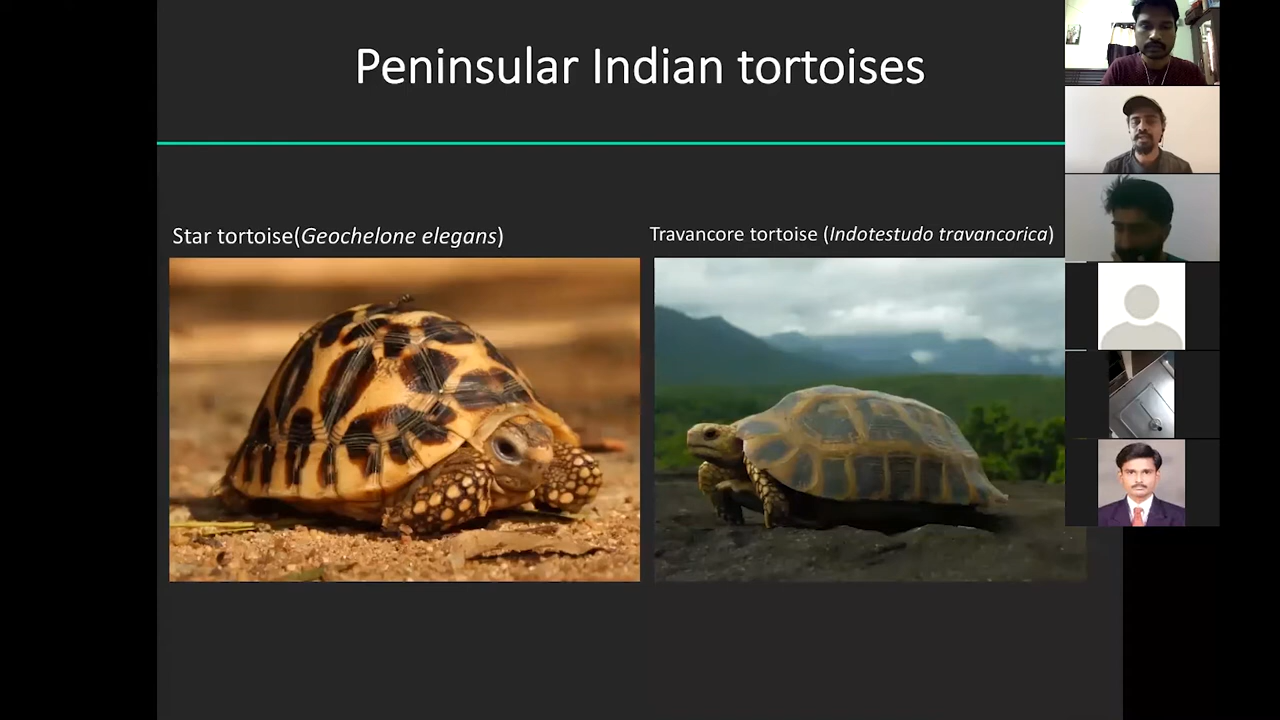 Peninsular Indian tortoises
Star tortoise(Geochelone elegans)
Travancore tortoise (Indotestudo travancorica)